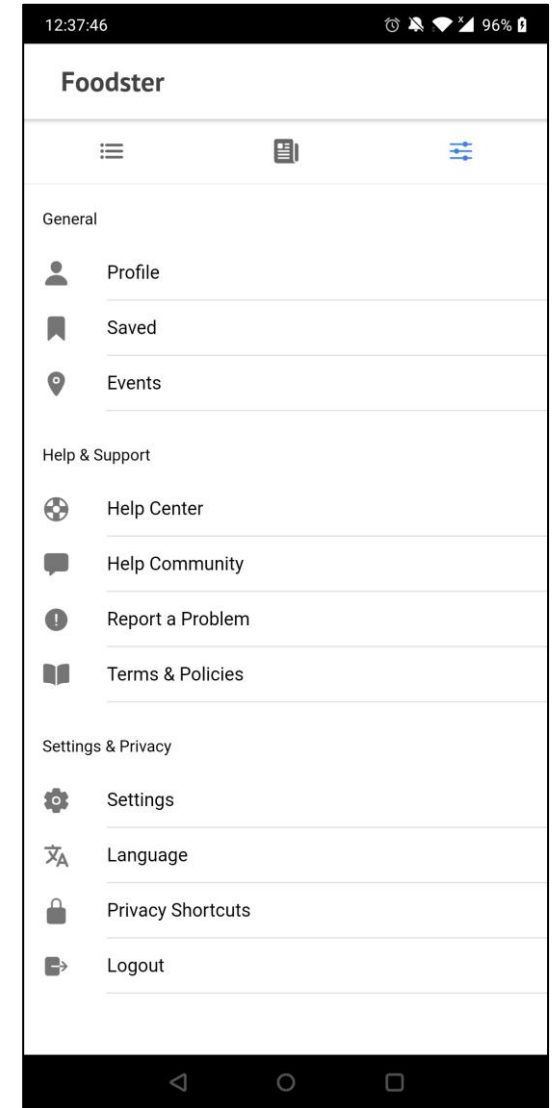 12:37:46 x 96%
Foodster
General
Profile
Saved
Events
Help & Support
Help Center
Help Community
Report a Problem
Terms & Policies
Settings & Privacy
Settings
Language
Privacy Shortcuts
Logout